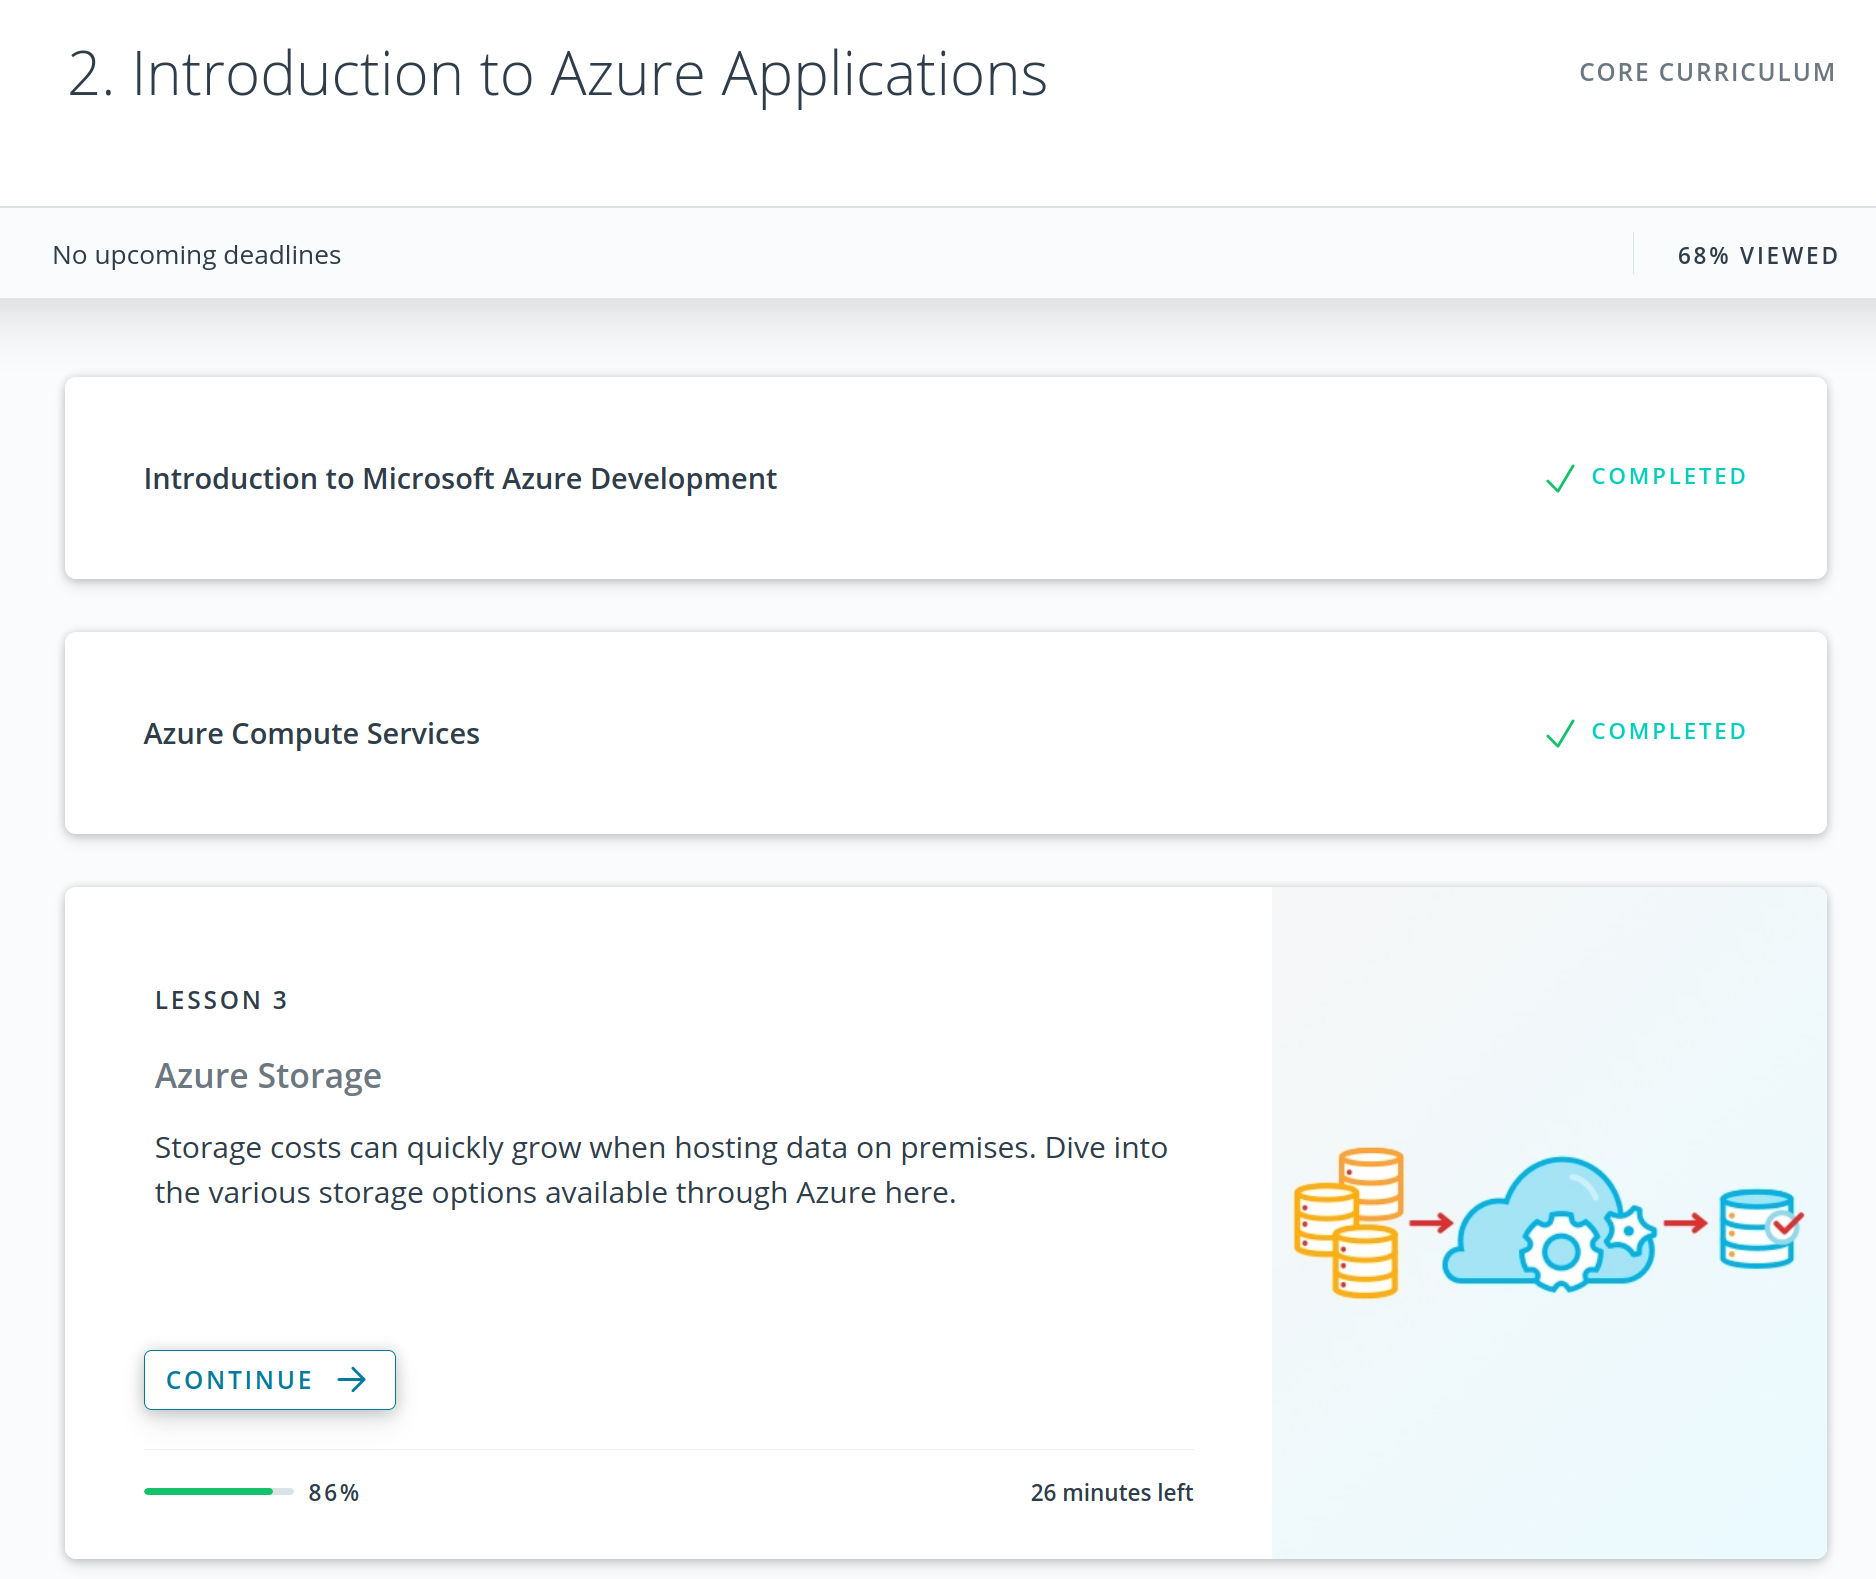 2. Introduction to Azure Applications
CORE CURRICULUM
No upcoming deadlines
68% VIEWED
Introduction to Microsoft Azure Development
COMPLETED
Azure Compute Services
COMPLETED
LESSON 3
Azure Storage
Storage costs can quickly grow when hosting data on premises. Dive into
the various storage options available through Azure here.
CONTINUE
86%
26 minutes left